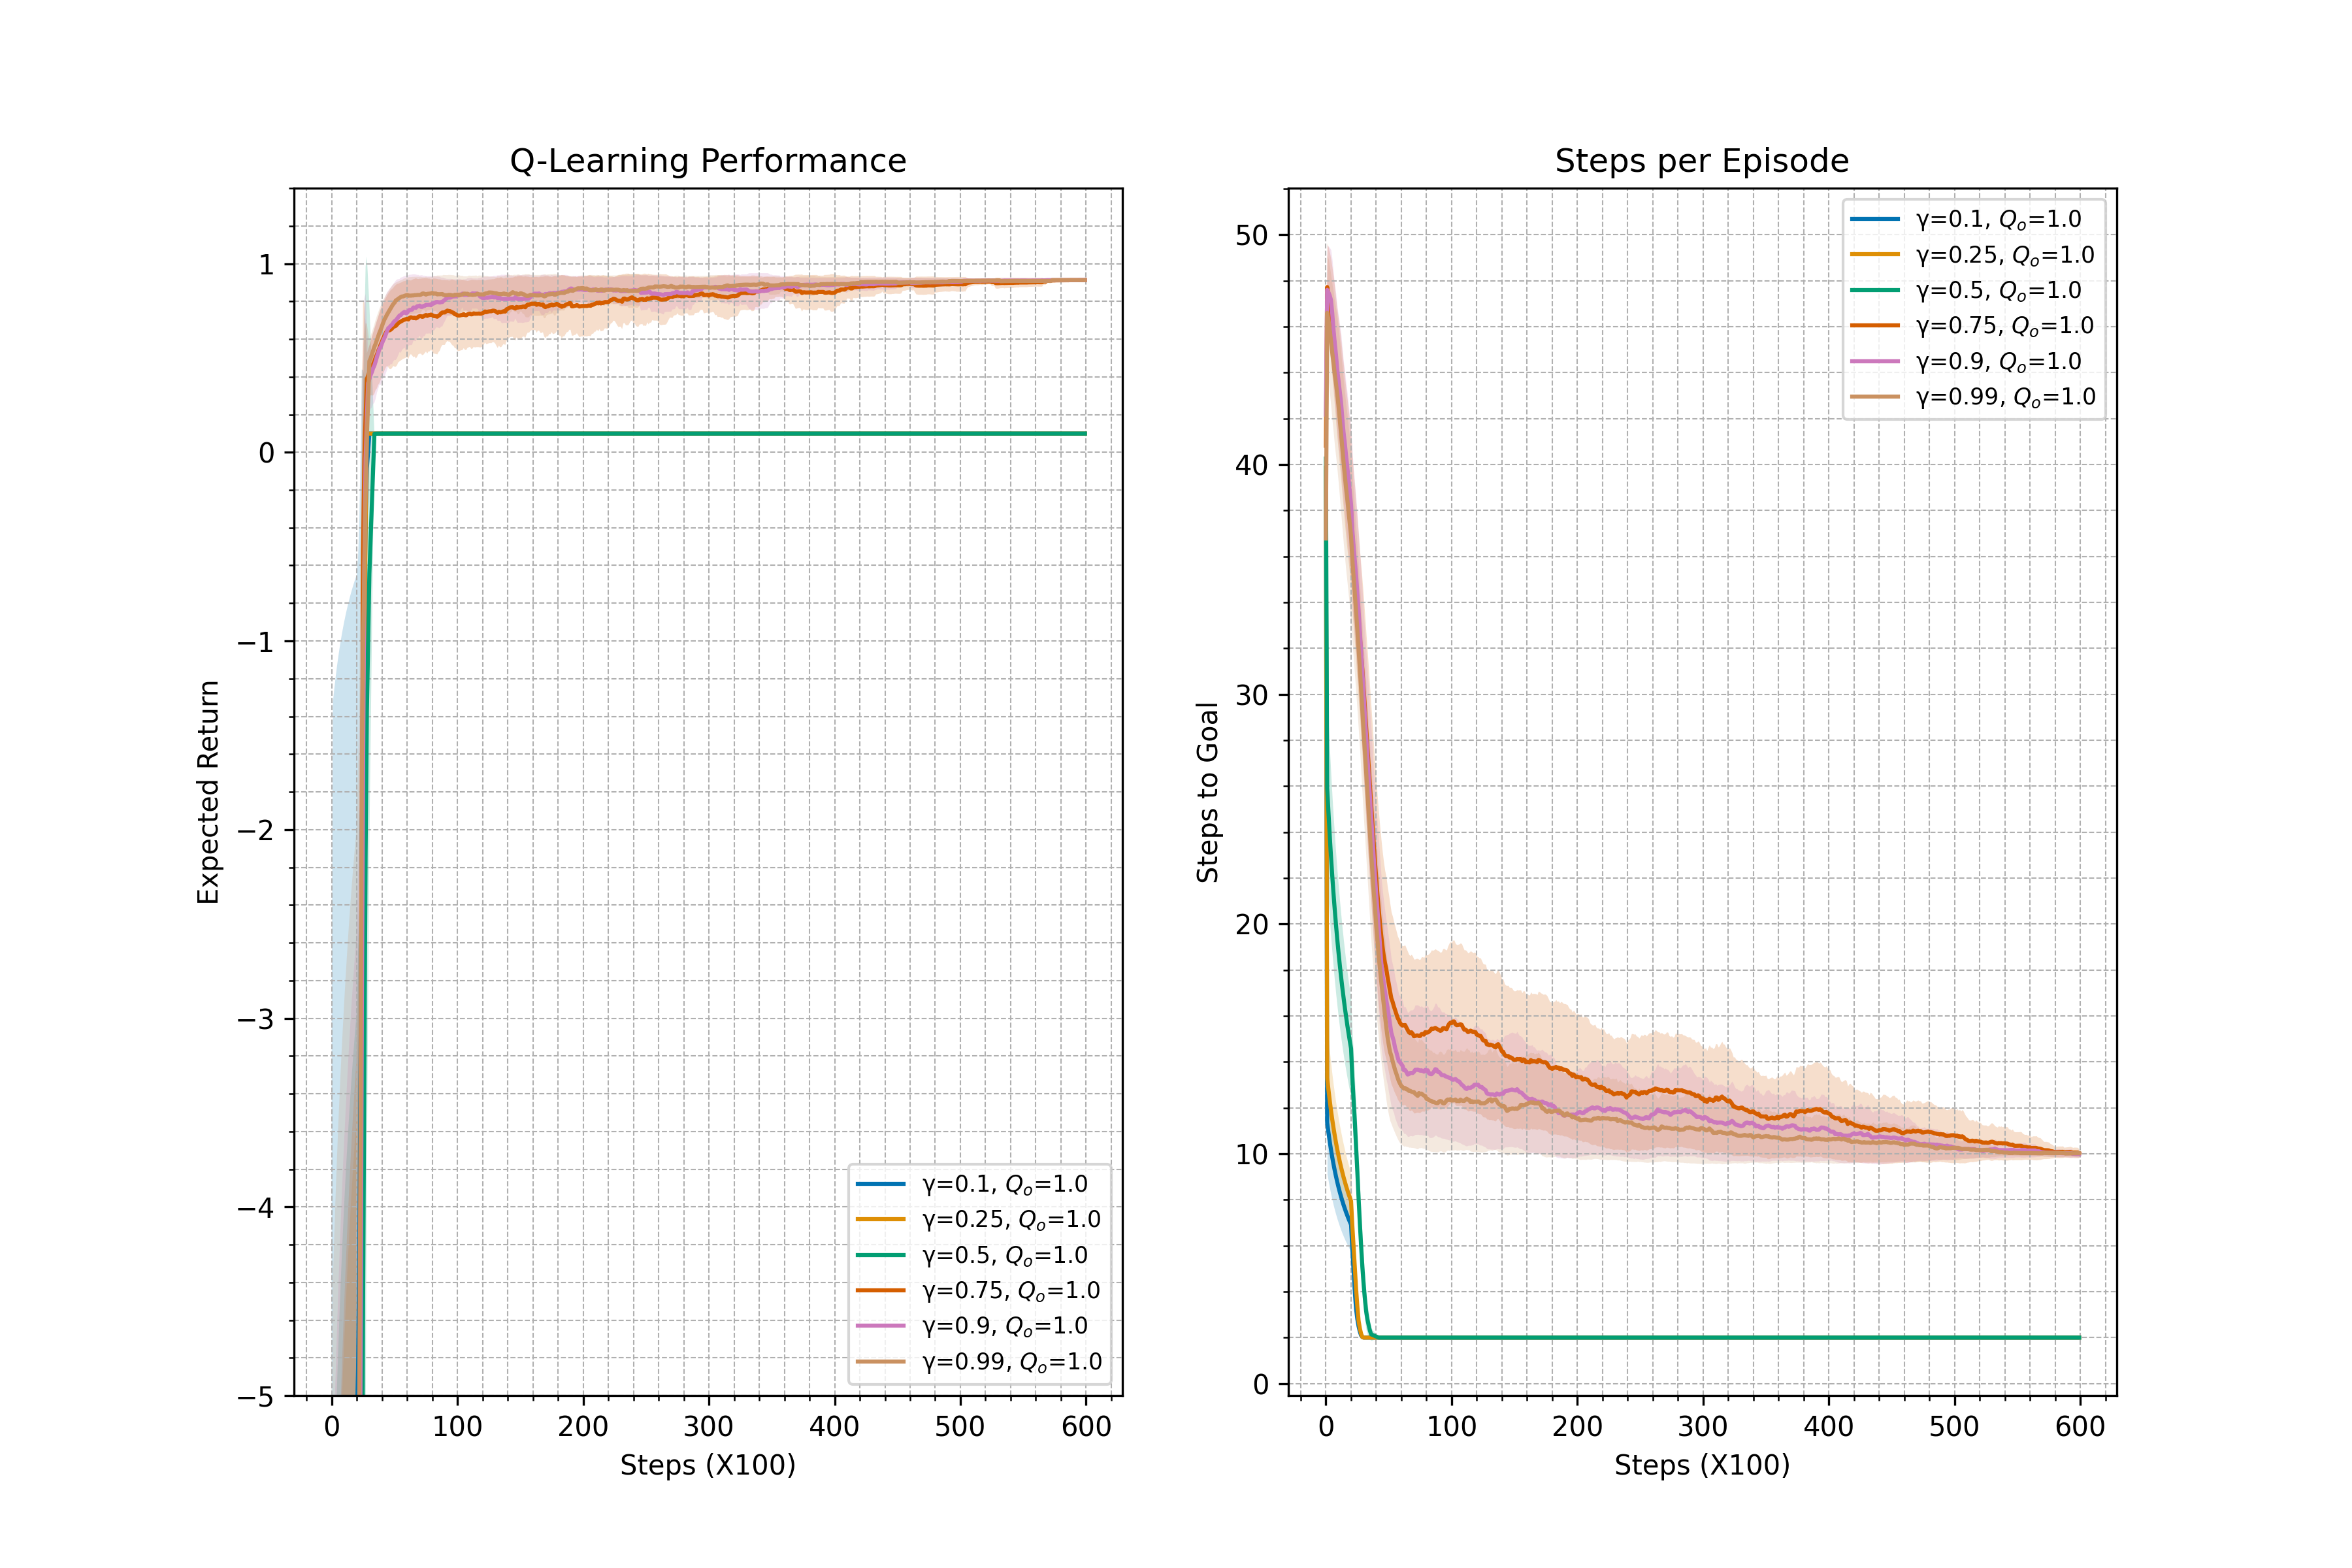 Q-Learning Performance
Expected Return
1
0
−1
−2
−3
−4
−5
0 100 200 300 400 500 600
Steps (X100)
γ=0.1, Qₒ=1.0
γ=0.25, Qₒ=1.0
γ=0.5, Qₒ=1.0
γ=0.75, Qₒ=1.0
γ=0.9, Qₒ=1.0
γ=0.99, Qₒ=1.0
Steps per Episode
Steps to Goal
50
40
30
20
10
0
0 100 200 300 400 500 600
Steps (X100)
γ=0.1, Qₒ=1.0
γ=0.25, Qₒ=1.0
γ=0.5, Qₒ=1.0
γ=0.75, Qₒ=1.0
γ=0.9, Qₒ=1.0
γ=0.99, Qₒ=1.0